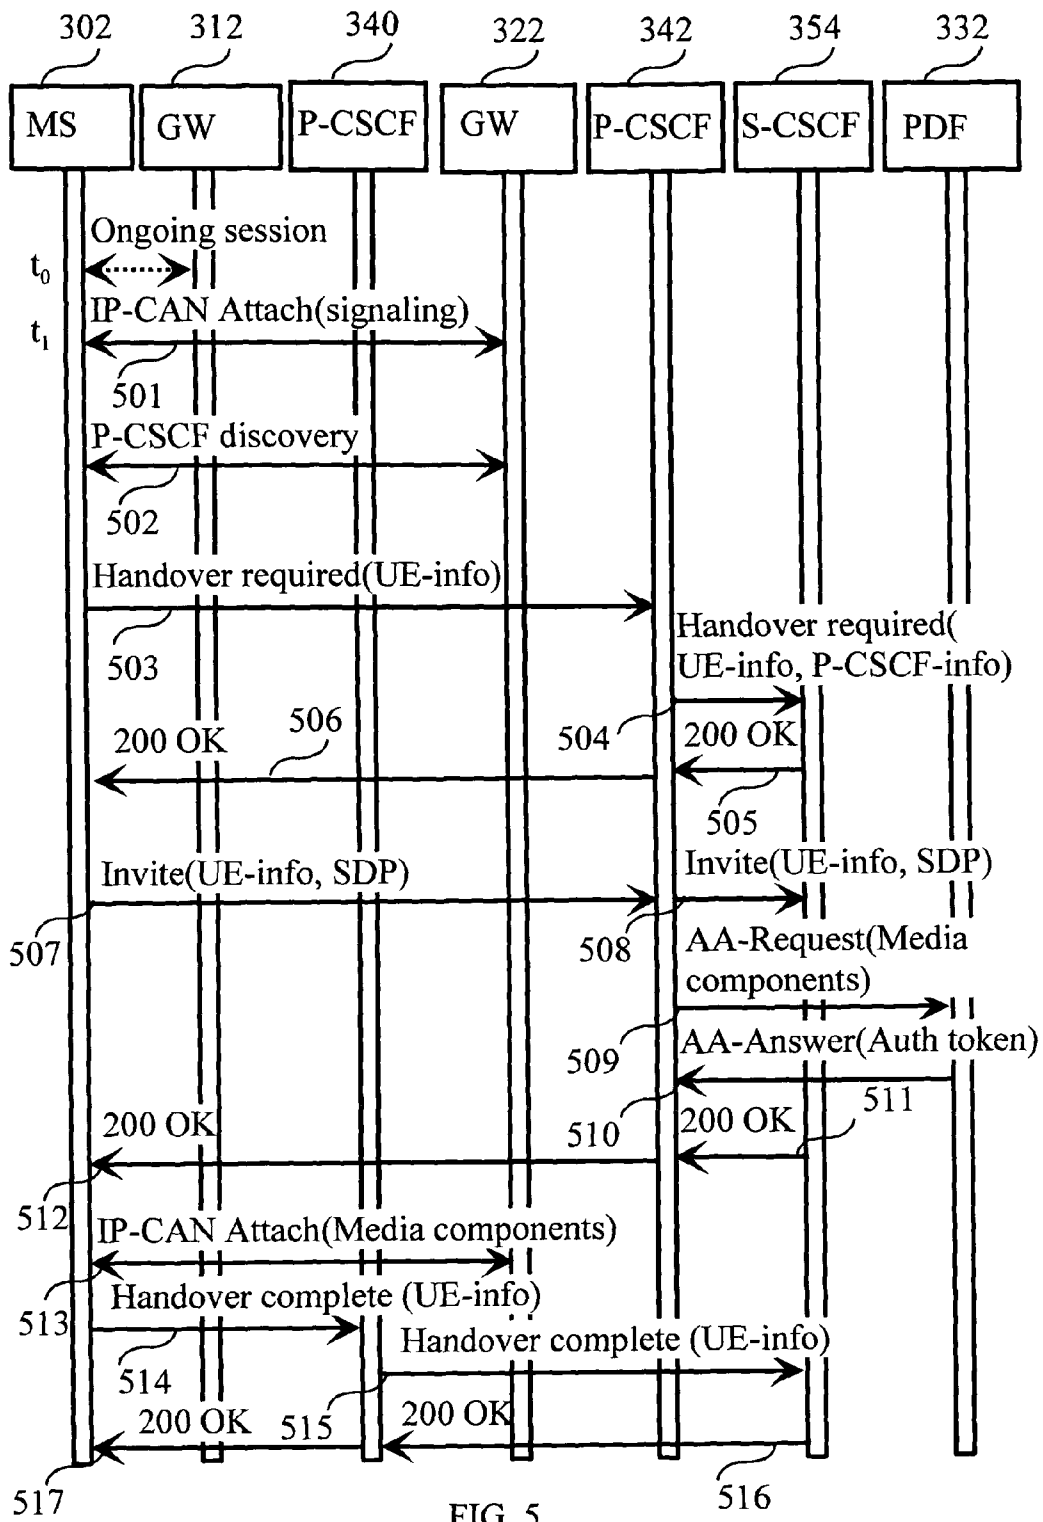 302 312 340 322 342 354 332
MS GW P-CSCF GW P-CSCF S-CSCF PDF
Ongoing session
t0
IP-CAN Attach(signaling)
t1
501
P-CSCF discovery
502
Handover required(UE-info)
503
Handover required(
UE-info, P-CSCF-info)
504
506
200 OK
200 OK
505
Invite(UE-info, SDP)
507
Invite(UE-info, SDP)
508
AA-Request(Media
components)
509
AA-Answer(Auth token)
510
511
200 OK
200 OK
512
IP-CAN Attach(Media components)
513
Handover complete (UE-info)
514
Handover complete (UE-info)
515
200 OK
200 OK
516
517
FIG. 5